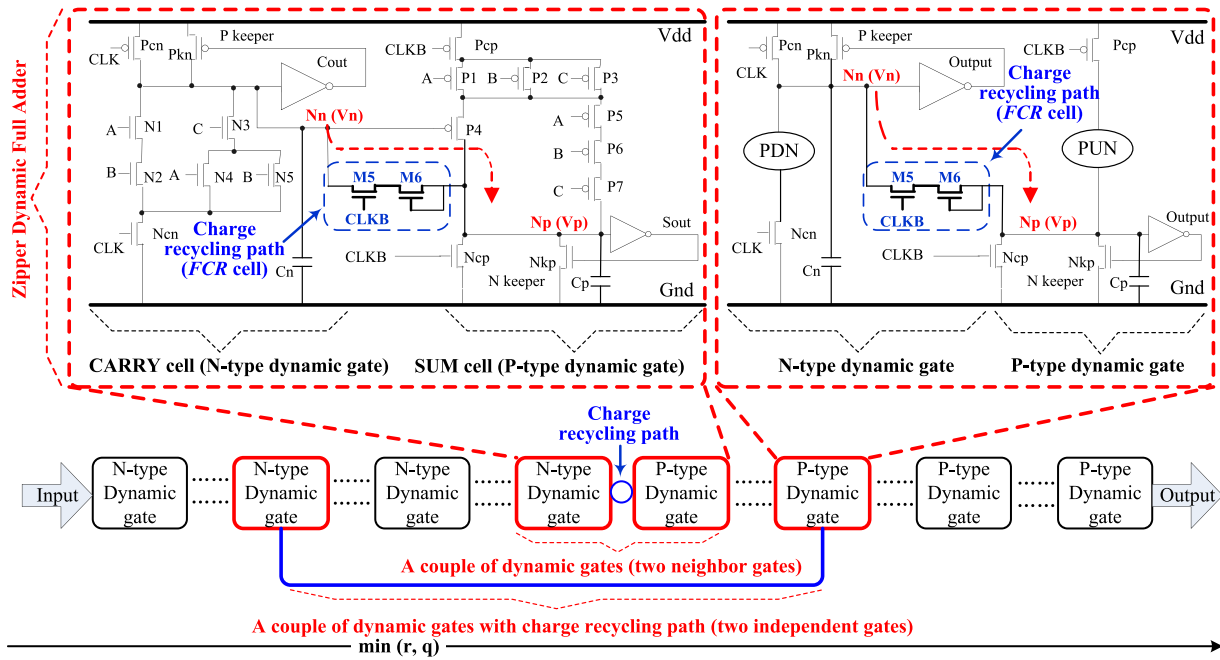 Zipper Dynamic Full Adder
Vdd
Pcn
CLK
Pkn
P keeper
Cout
CLKB
Pcp
A
P1
B
P2
C
P3
Nn (Vn)
A
N1
C
N3
P4
A
P5
B
N2
A
N4
B
N5
B
P6
M5
M6
C
P7
CLKB
Charge
recycling path
(FCR cell)
Np (Vp)
Sout
CLK
Ncn
Cn
CLKB
Ncp
Nkp
N keeper
Cp
Gnd
CARRY cell (N-type dynamic gate)
SUM cell (P-type dynamic gate)
Vdd
Pcn
CLK
Pkn
P keeper
CLKB
Pcp
Output
Nn (Vn)
Charge
recycling path
(FCR cell)
PDN
PUN
M5
M6
CLKB
Np (Vp)
Output
CLK
Ncn
Cn
CLKB
Ncp
Nkp
N keeper
Cp
Gnd
N-type dynamic gate
P-type dynamic gate
Charge
recycling path
Input
N-type
Dynamic
gate
N-type
Dynamic
gate
N-type
Dynamic
gate
N-type
Dynamic
gate
P-type
Dynamic
gate
P-type
Dynamic
gate
P-type
Dynamic
gate
P-type
Dynamic
gate
Output
A couple of dynamic gates (two neighbor gates)
A couple of dynamic gates with charge recycling path (two independent gates)
min (r, q)